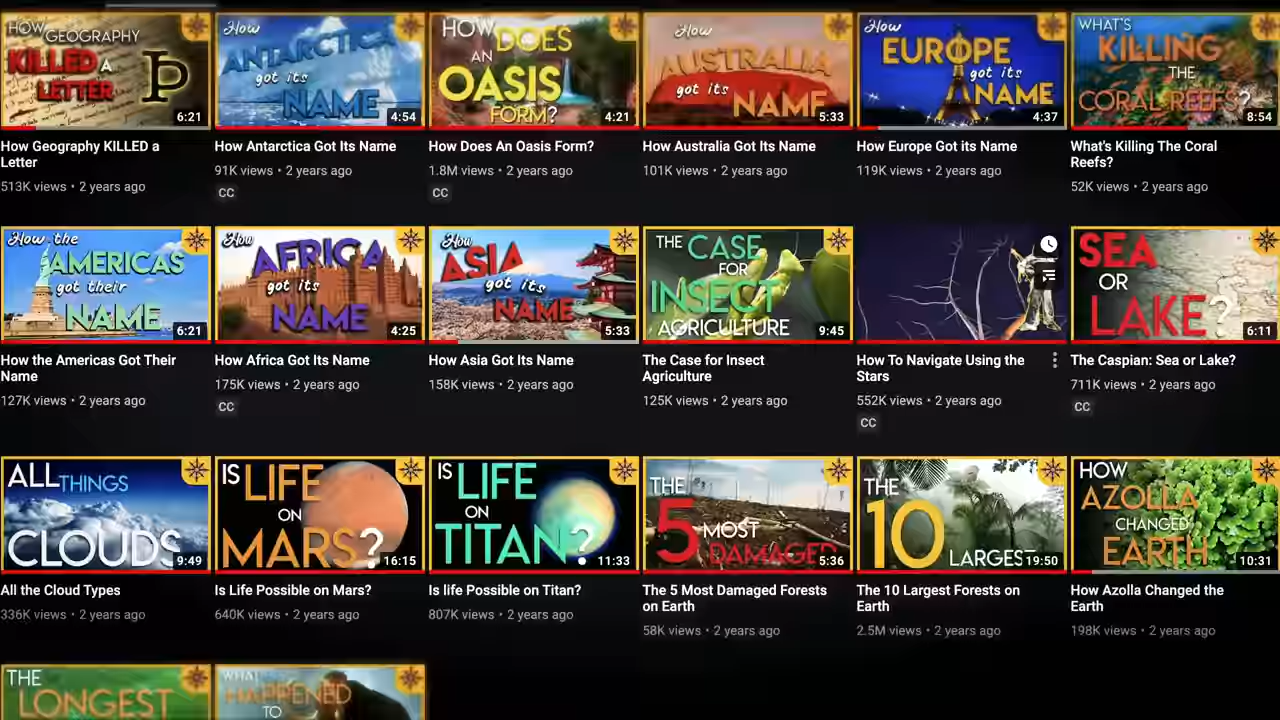 HOW GEOGRAPHY
KILLED A
LETTER
Þ
6:21
How Geography KILLED a
Letter
513K views • 2 years ago
How
ANTARCTICA
got its
NAME
4:54
How Antarctica Got Its Name
91K views • 2 years ago
CC
HOW DOES
AN
OASIS
FORM?
4:21
How Does An Oasis Form?
1.8M views • 2 years ago
CC
How
AUSTRALIA
got its NAME
5:33
How Australia Got Its Name
101K views • 2 years ago
How
EUROPE
got its
NAME
4:37
How Europe Got its Name
119K views • 2 years ago
WHAT'S
KILLING
THE
CORAL REEFS?
8:54
What's Killing The Coral
Reefs?
52K views • 2 years ago
How the
AMERICAS
got their
NAME
6:21
How the Americas Got Their
Name
127K views • 2 years ago
How
AFRICA
got its
NAME
4:25
How Africa Got Its Name
175K views • 2 years ago
CC
How
ASIA
got its
NAME
5:33
How Asia Got Its Name
158K views • 2 years ago
THE CASE
FOR
INSECT
AGRICULTURE
9:45
The Case for Insect
Agriculture
125K views • 2 years ago
How To Navigate Using the
Stars
552K views • 2 years ago
CC
SEA
OR
LAKE?
6:11
The Caspian: Sea or Lake?
711K views • 2 years ago
CC
ALL THINGS
CLOUDS
9:49
All the Cloud Types
336K views • 2 years ago
IS LIFE
ON
MARS?
16:15
Is Life Possible on Mars?
640K views • 2 years ago
IS LIFE
ON
TITAN?
11:33
Is life Possible on Titan?
807K views • 2 years ago
THE
5 MOST
DAMAGED
5:36
The 5 Most Damaged Forests
on Earth
58K views • 2 years ago
THE
10 LARGEST
19:50
The 10 Largest Forests on
Earth
2.5M views • 2 years ago
HOW
AZOLLA
CHANGED
EARTH
10:31
How Azolla Changed the
Earth
198K views • 2 years ago
THE
LONGEST
WHAT
HAPPENED
TO